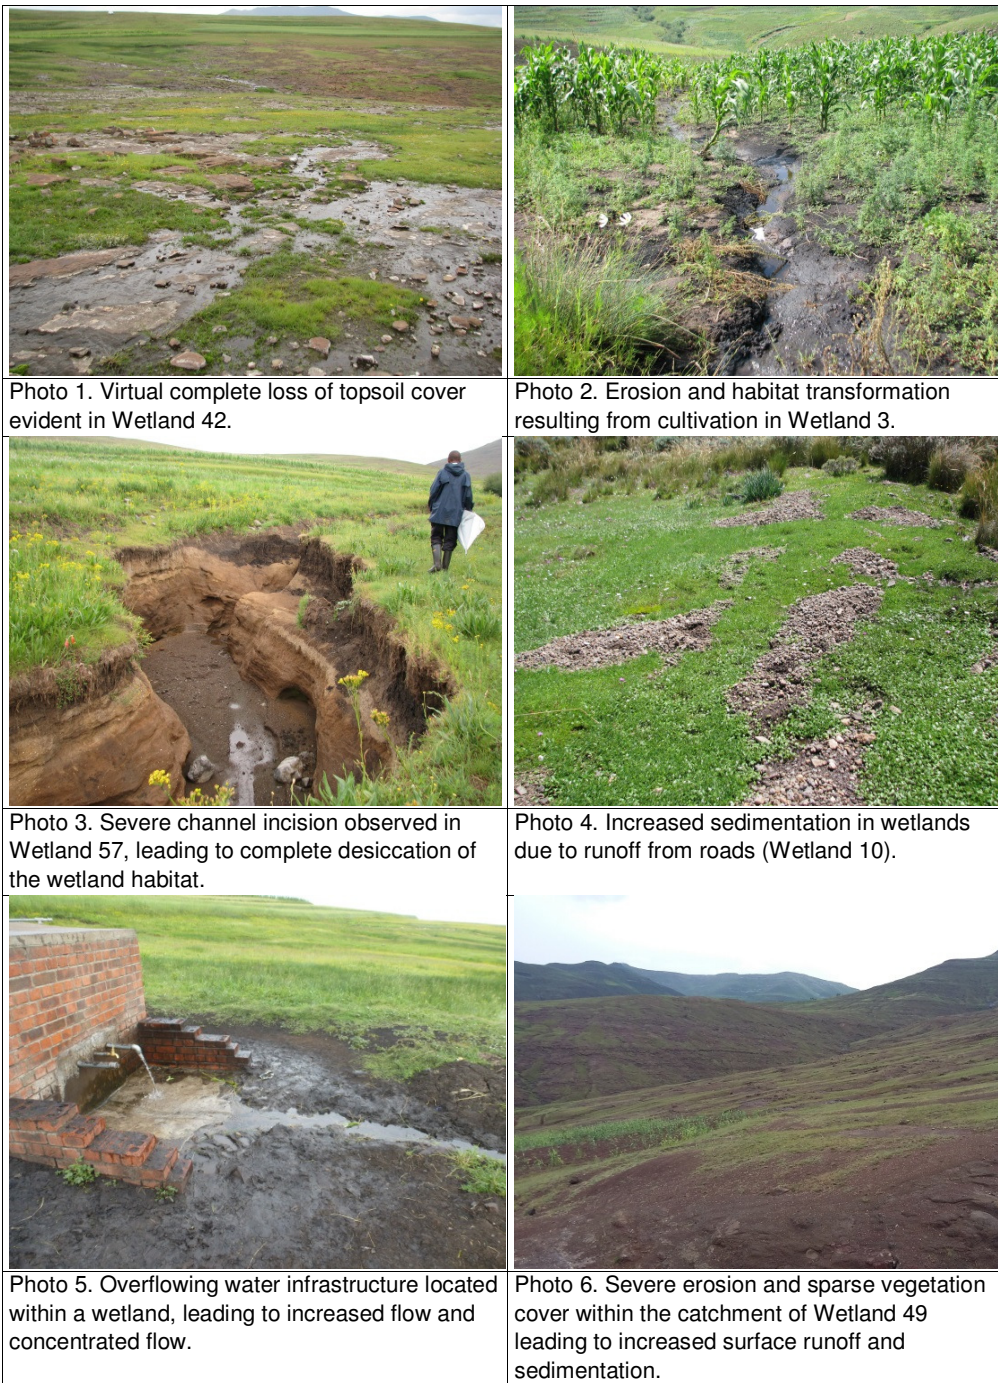 Photo 1. Virtual complete loss of topsoil cover
evident in Wetland 42.
Photo 2. Erosion and habitat transformation
resulting from cultivation in Wetland 3.
Photo 3. Severe channel incision observed in
Wetland 57, leading to complete desiccation of
the wetland habitat.
Photo 4. Increased sedimentation in wetlands
due to runoff from roads (Wetland 10).
Photo 5. Overflowing water infrastructure located
within a wetland, leading to increased flow and
concentrated flow.
Photo 6. Severe erosion and sparse vegetation
cover within the catchment of Wetland 49
leading to increased surface runoff and
sedimentation.